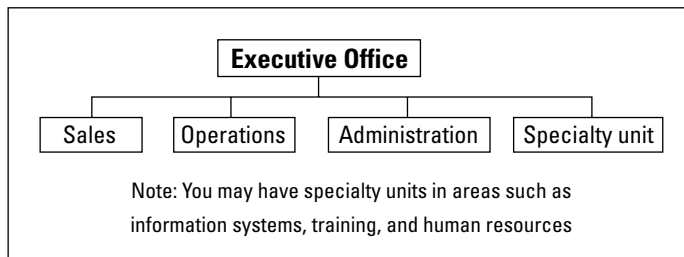 Executive Office
Sales Operations Administration Specialty unit
Note: You may have specialty units in areas such as
information systems, training, and human resources